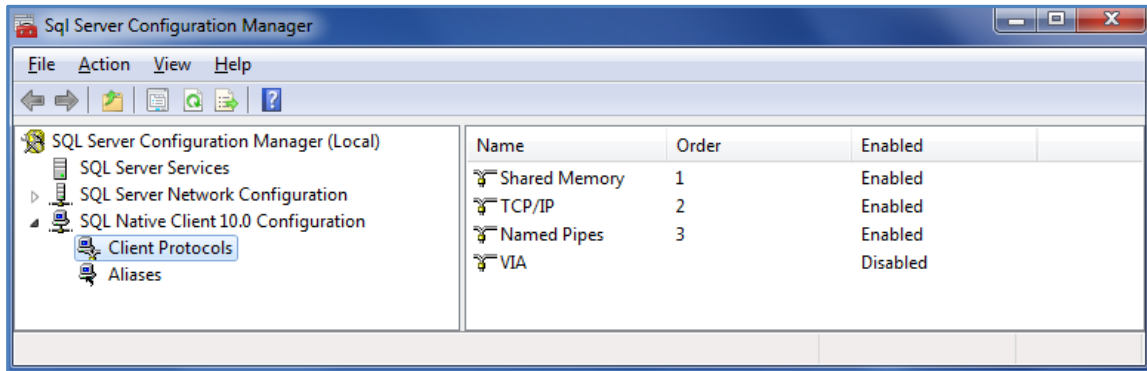 Sql Server Configuration Manager
File Action View Help
SQL Server Configuration Manager (Local)
SQL Server Services
SQL Server Network Configuration
SQL Native Client 10.0 Configuration
Client Protocols
Aliases
Name Order Enabled
Shared Memory 1 Enabled
TCP/IP 2 Enabled
Named Pipes 3 Enabled
VIA Disabled